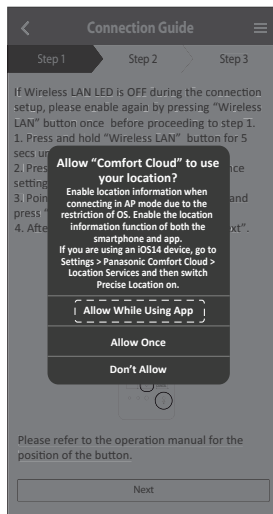 Connection Guide
Step 1
Step 2
Step 3
If Wireless LAN LED is OFF during the connection
setup, please enable again by pressing "Wireless
LAN" button once before proceeding to step 1.
1. Press and hold "Wireless LAN" button for 5
secs
2. Pres
setting
3. Poin and
press "
4. Afte
Allow "Comfort Cloud" to use
your location?
Enable location information when
connecting in AP mode due to the
restriction of OS. Enable the location
information function of both the
smartphone and app.
If you are using an iOS14 device, go to
Settings > Panasonic Comfort Cloud >
Location Services and then switch
Precise Location on.
Allow While Using App
Allow Once
Don't Allow
Please refer to the operation manual for the
position of the button.
Next